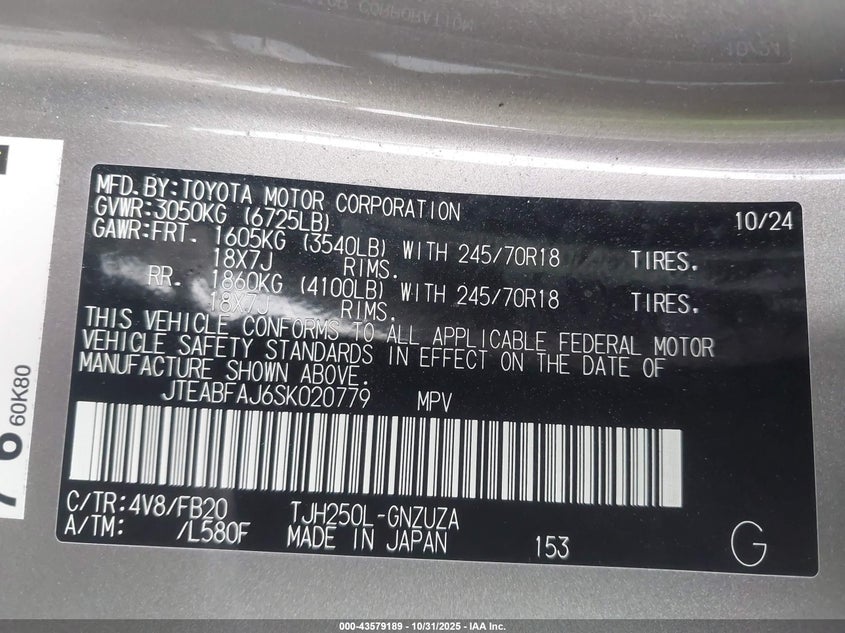 MFD. BY: TOYOTA MOTOR CORPORATION 10/24
GVWR: 3050KG (6725LB)
GAWR: FRT. 1605KG (3540LB) WITH 245/70R18 TIRES.
18X7J RIMS.
RR. 1860KG (4100LB) WITH 245/70R18 TIRES.
18X7J RIMS.
THIS VEHICLE CONFORMS TO ALL APPLICABLE FEDERAL MOTOR
VEHICLE SAFETY STANDARDS IN EFFECT ON THE DATE OF
MANUFACTURE SHOWN ABOVE.
JTEABFAJ6SK020779 MPV
C/TR: 4V8/FB20 TJH250L-GNZUZA
A/TM: /L580F MADE IN JAPAN 153 G
60K80
000-43579189 - 10/31/2025 - IAA Inc.